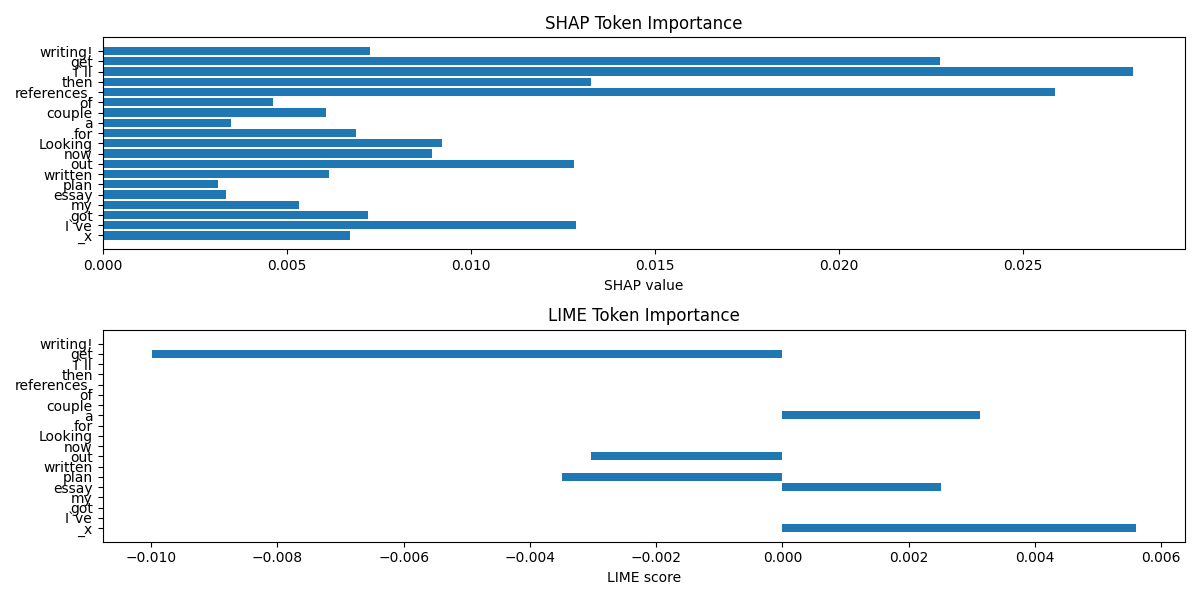 SHAP Token Importance
writing!
get
I`ll
then
references.
of
couple
a
for
Looking
now
out
written
plan
essay
my
got
I`ve
_x
0.000 0.005 0.010 0.015 0.020 0.025
SHAP value
LIME Token Importance
writing!
get
I`ll
then
references.
of
couple
a
for
Looking
now
out
written
plan
essay
my
got
I`ve
_x
−0.010 −0.008 −0.006 −0.004 −0.002 0.000 0.002 0.004 0.006
LIME score